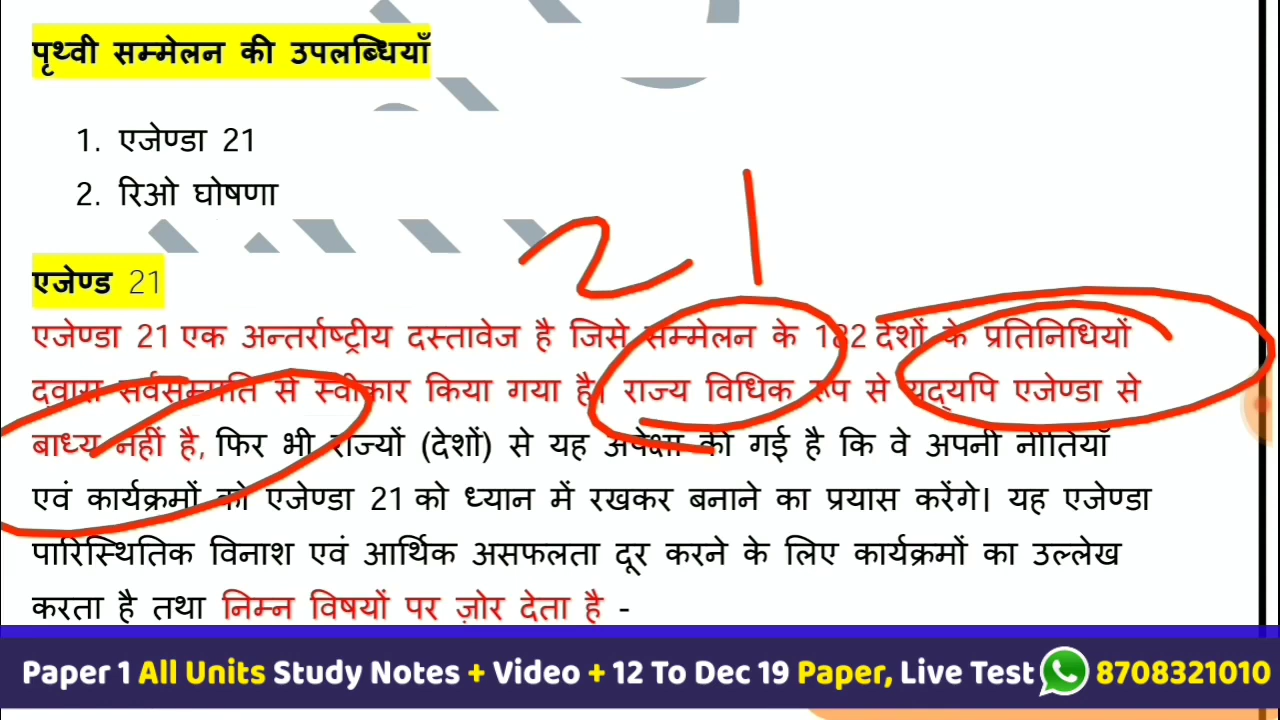 पृथ्वी सम्मेलन की उपलब्धियाँ
1. एजेण्डा 21
2. रिओ घोषणा
21
एजेण्ड 21
एजेण्डा 21 एक अन्तर्राष्ट्रीय दस्तावेज है जिसे सम्मेलन के 182 देशों के प्रतिनिधियों
द्वारा सर्वसम्मति से स्वीकार किया गया है। राज्य विधिक रूप से यद्यपि एजेण्डा से
बाध्य नहीं है, फिर भी राज्यों (देशों) से यह अपेक्षा की गई है कि वे अपनी नीतियाँ
एवं कार्यक्रमों को एजेण्डा 21 को ध्यान में रखकर बनाने का प्रयास करेंगे। यह एजेण्डा
पारिस्थितिक विनाश एवं आर्थिक असफलता दूर करने के लिए कार्यक्रमों का उल्लेख
करता है तथा निम्न विषयों पर ज़ोर देता है -
Paper 1 All Units Study Notes + Video + 12 To Dec 19 Paper, Live Test 8708321010